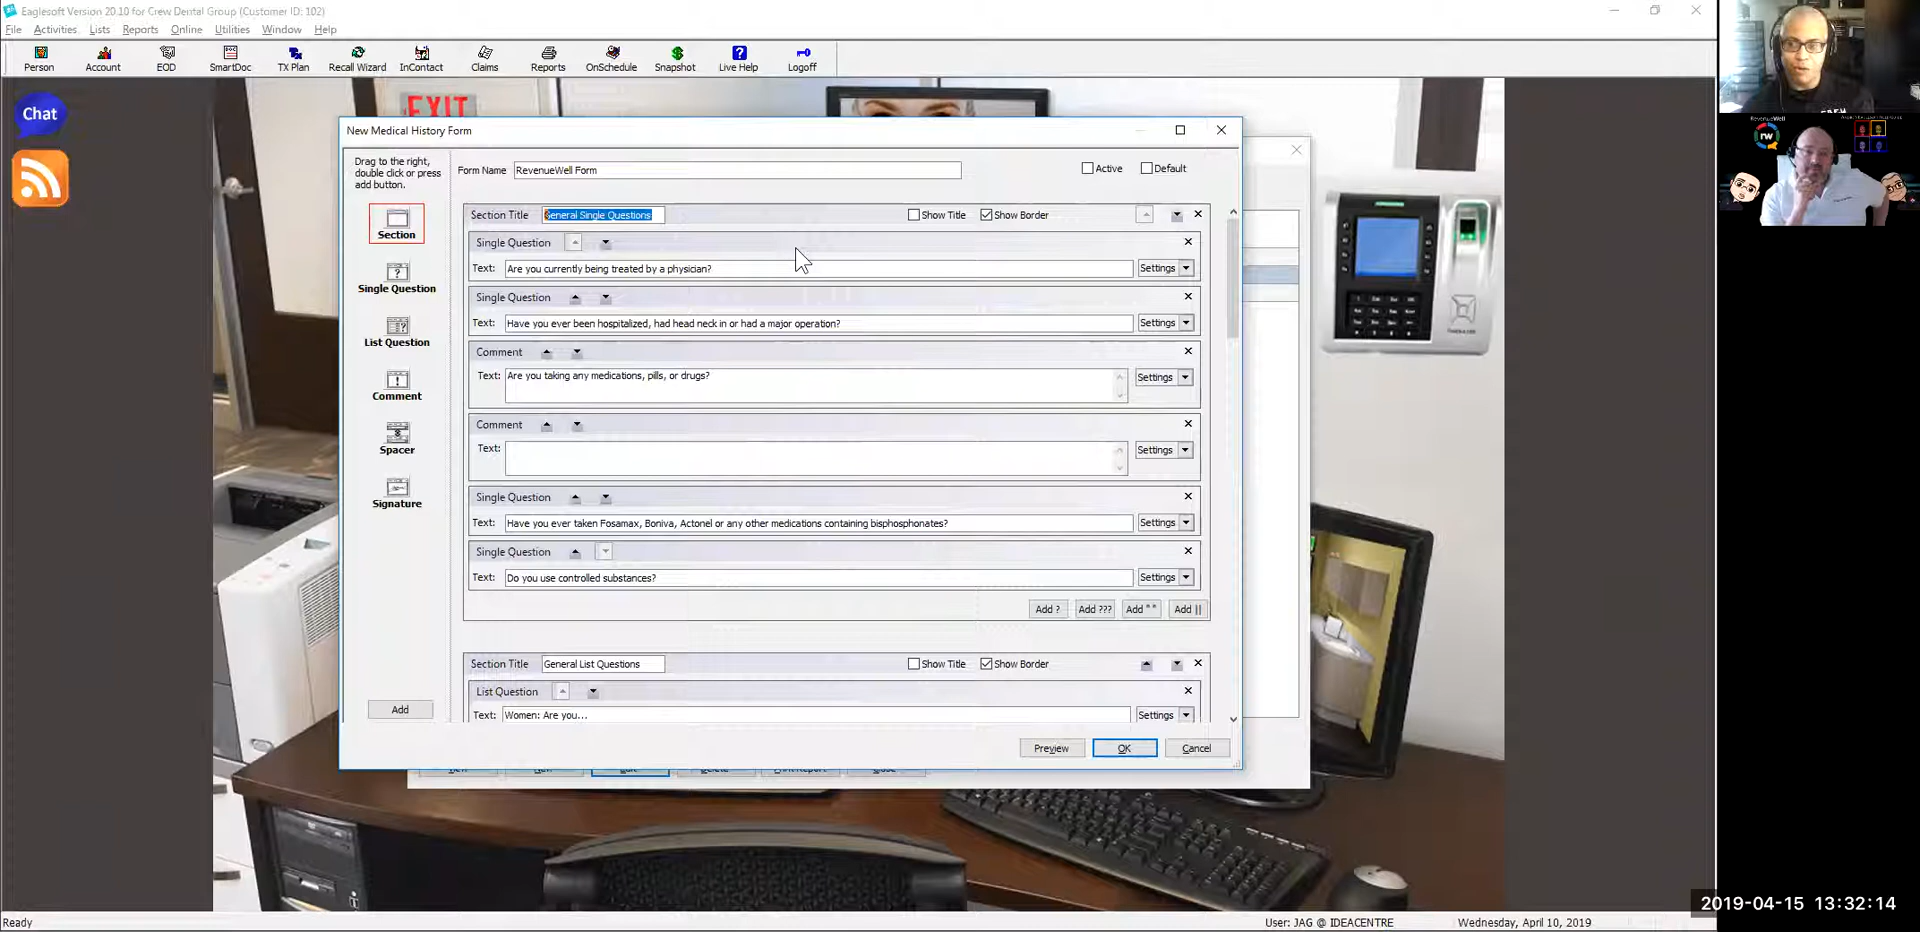 Eaglesoft Version 20.10 for Crew Dental Group (Customer ID: 102)
File Activities Lists Reports Online Utilities Window Help
Person Account EOD SmartDoc TX Plan Recall Wizard InContact Claims Reports OnSchedule Snapshot Live Help Logoff
Chat
EXIT
New Medical History Form
Drag to the right,
double click or press
add button.
Form Name RevenueWell Form Active Default
Section
Single Question
List Question
Comment
Spacer
Signature
Add
Section Title General Single Questions Show Title Show Border
Single Question
Text: Are you currently being treated by a physician? Settings
Single Question
Text: Have you ever been hospitalized, had head neck in or had a major operation? Settings
Comment
Text: Are you taking any medications, pills, or drugs? Settings
Comment
Text: Settings
Single Question
Text: Have you ever taken Fosamax, Boniva, Actonel or any other medications containing bisphosphonates? Settings
Single Question
Text: Do you use controlled substances? Settings
Add ? Add ??? Add ** Add ||
Section Title General List Questions Show Title Show Border
List Question
Text: Women: Are you... Settings
Preview OK Cancel
RevenueWell
rw
2019-04-15 13:32:14
Ready User: JAG @ IDEACENTRE Wednesday, April 10, 2019